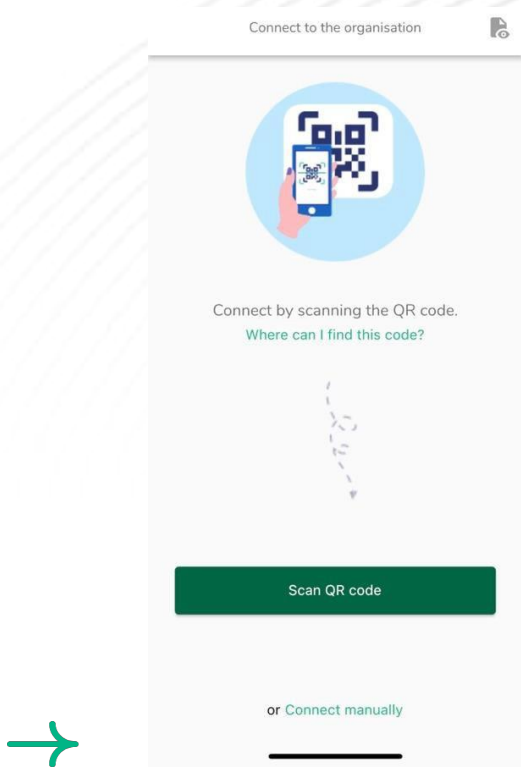 Connect to the organisation
Connect by scanning the QR code.
Where can I find this code?
Scan QR code
or Connect manually